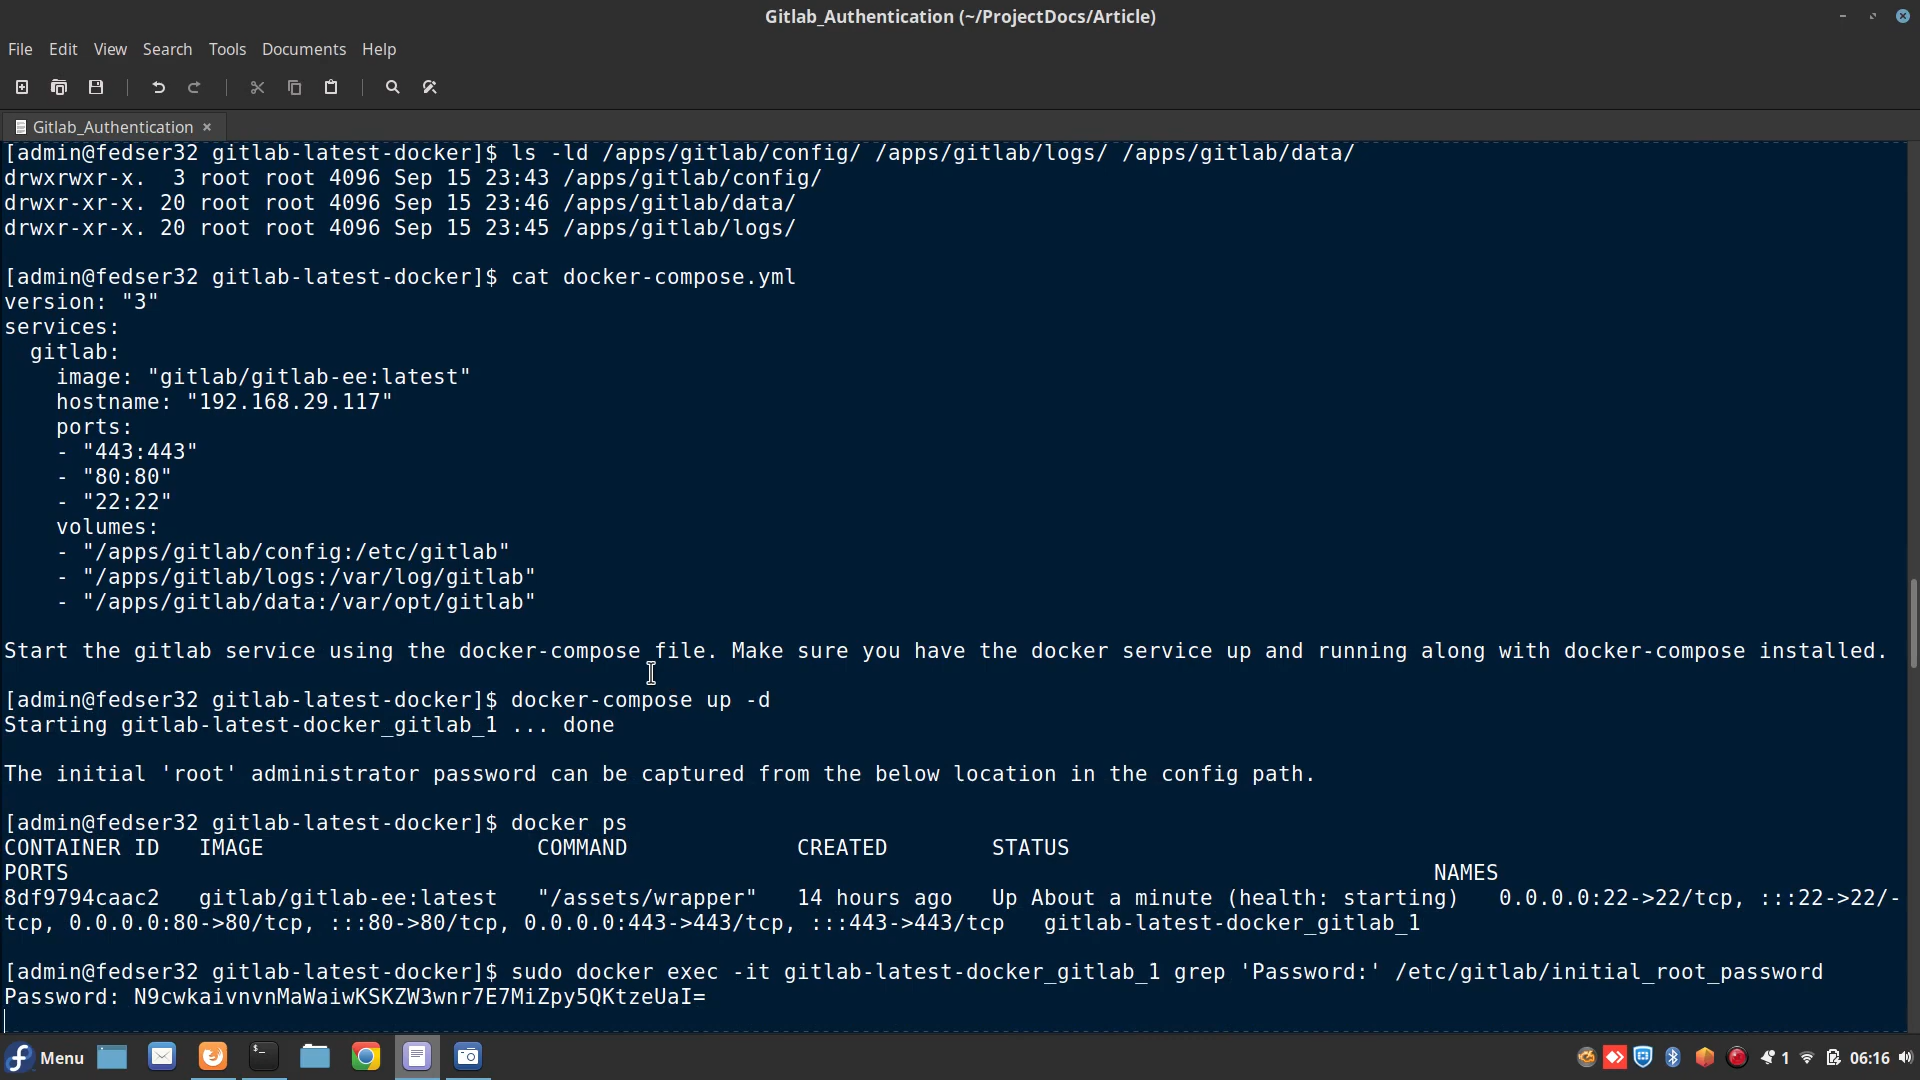 Gitlab_Authentication (~/ProjectDocs/Article)
File Edit View Search Tools Documents Help
Gitlab_Authentication
[admin@fedser32 gitlab-latest-docker]$ ls -ld /apps/gitlab/config/ /apps/gitlab/logs/ /apps/gitlab/data/
drwxrwxr-x.  3 root root 4096 Sep 15 23:43 /apps/gitlab/config/
drwxr-xr-x. 20 root root 4096 Sep 15 23:46 /apps/gitlab/data/
drwxr-xr-x. 20 root root 4096 Sep 15 23:45 /apps/gitlab/logs/
[admin@fedser32 gitlab-latest-docker]$ cat docker-compose.yml
version: "3"
services:
  gitlab:
    image: "gitlab/gitlab-ee:latest"
    hostname: "192.168.29.117"
    ports:
    - "443:443"
    - "80:80"
    - "22:22"
    volumes:
    - "/apps/gitlab/config:/etc/gitlab"
    - "/apps/gitlab/logs:/var/log/gitlab"
    - "/apps/gitlab/data:/var/opt/gitlab"
Start the gitlab service using the docker-compose file. Make sure you have the docker service up and running along with docker-compose installed.
[admin@fedser32 gitlab-latest-docker]$ docker-compose up -d
Starting gitlab-latest-docker_gitlab_1 ... done
The initial 'root' administrator password can be captured from the below location in the config path.
[admin@fedser32 gitlab-latest-docker]$ docker ps
CONTAINER ID   IMAGE                     COMMAND             CREATED        STATUS
PORTS                                                                                                         NAMES
8df9794caac2   gitlab/gitlab-ee:latest   "/assets/wrapper"   14 hours ago   Up About a minute (health: starting)   0.0.0.0:22->22/tcp, :::22->22/-
tcp, 0.0.0.0:80->80/tcp, :::80->80/tcp, 0.0.0.0:443->443/tcp, :::443->443/tcp   gitlab-latest-docker_gitlab_1
[admin@fedser32 gitlab-latest-docker]$ sudo docker exec -it gitlab-latest-docker_gitlab_1 grep 'Password:' /etc/gitlab/initial_root_password
Password: N9cwkaivnvnMaWaiwKSKZW3wnr7E7MiZpy5QKtzeUaI=
Menu 1 06:16